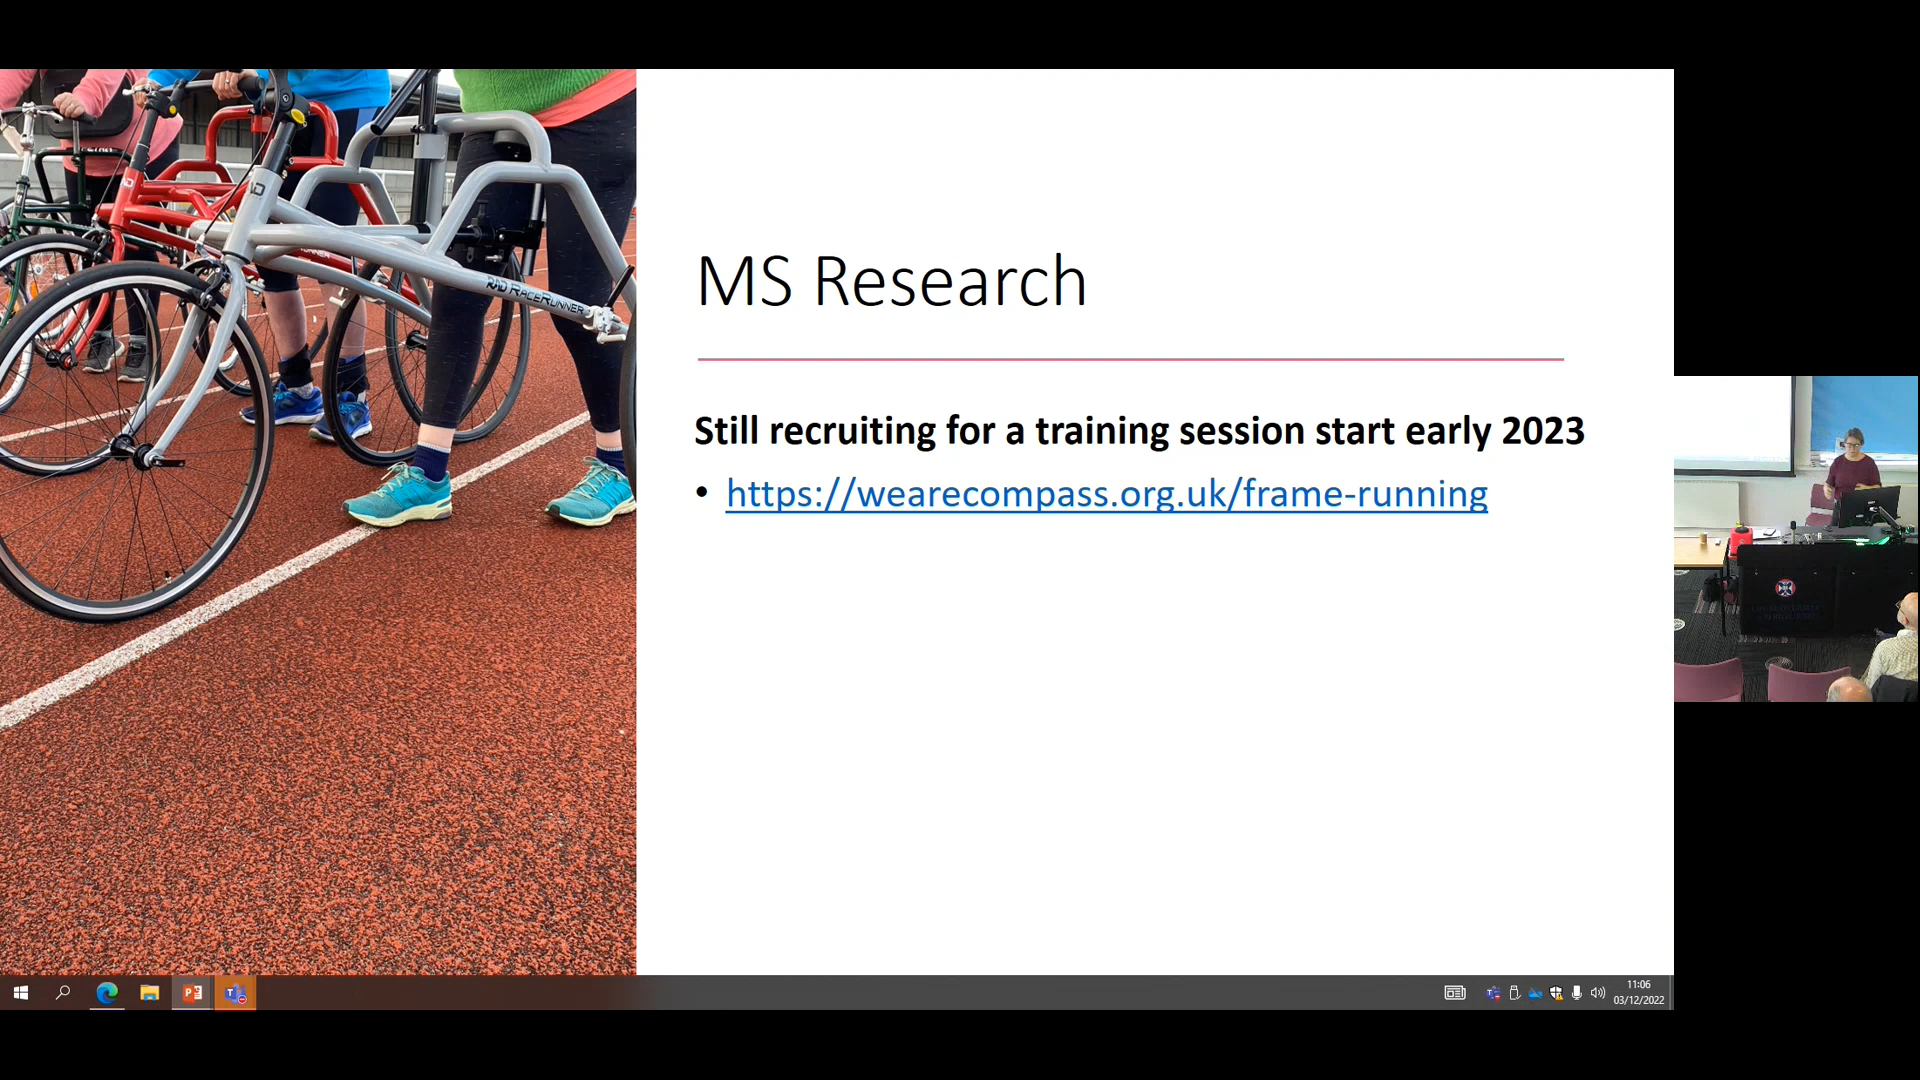 MS Research
Still recruiting for a training session start early 2023
• https://wearecompass.org.uk/frame-running
RAD RACERUNNER
11:06
03/12/2022